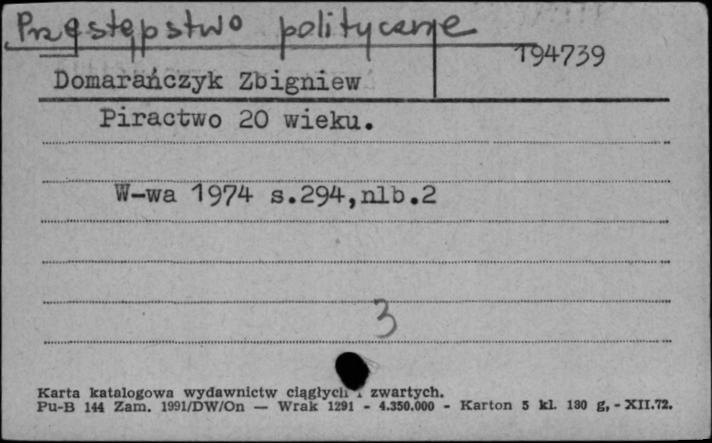 Przestępstwo polityczne
194739
Domarańczyk Zbigniew
Piractwo 20 wieku.
W-wa 1974 s.294,nlb.2
3
Karta katalogowa wydawnictw ciągłych i zwartych.
Pu-B 144 Zam. 1991/DW/On — Wrak 1291 - 4.350.000 - Karton 5 kl. 180 g, - XII.72.